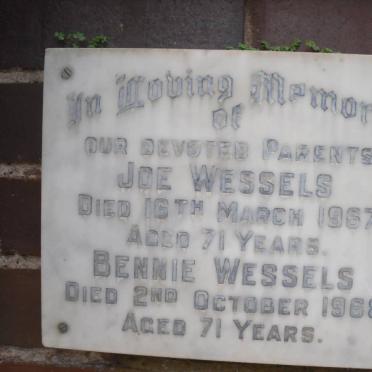 In Loving Memor
of
OUR DEVOTED PARENTS
JOE WESSELS
DIED 16TH MARCH 1967
AGED 71 YEARS.
BENNIE WESSELS
DIED 2ND OCTOBER 1968
AGED 71 YEARS.